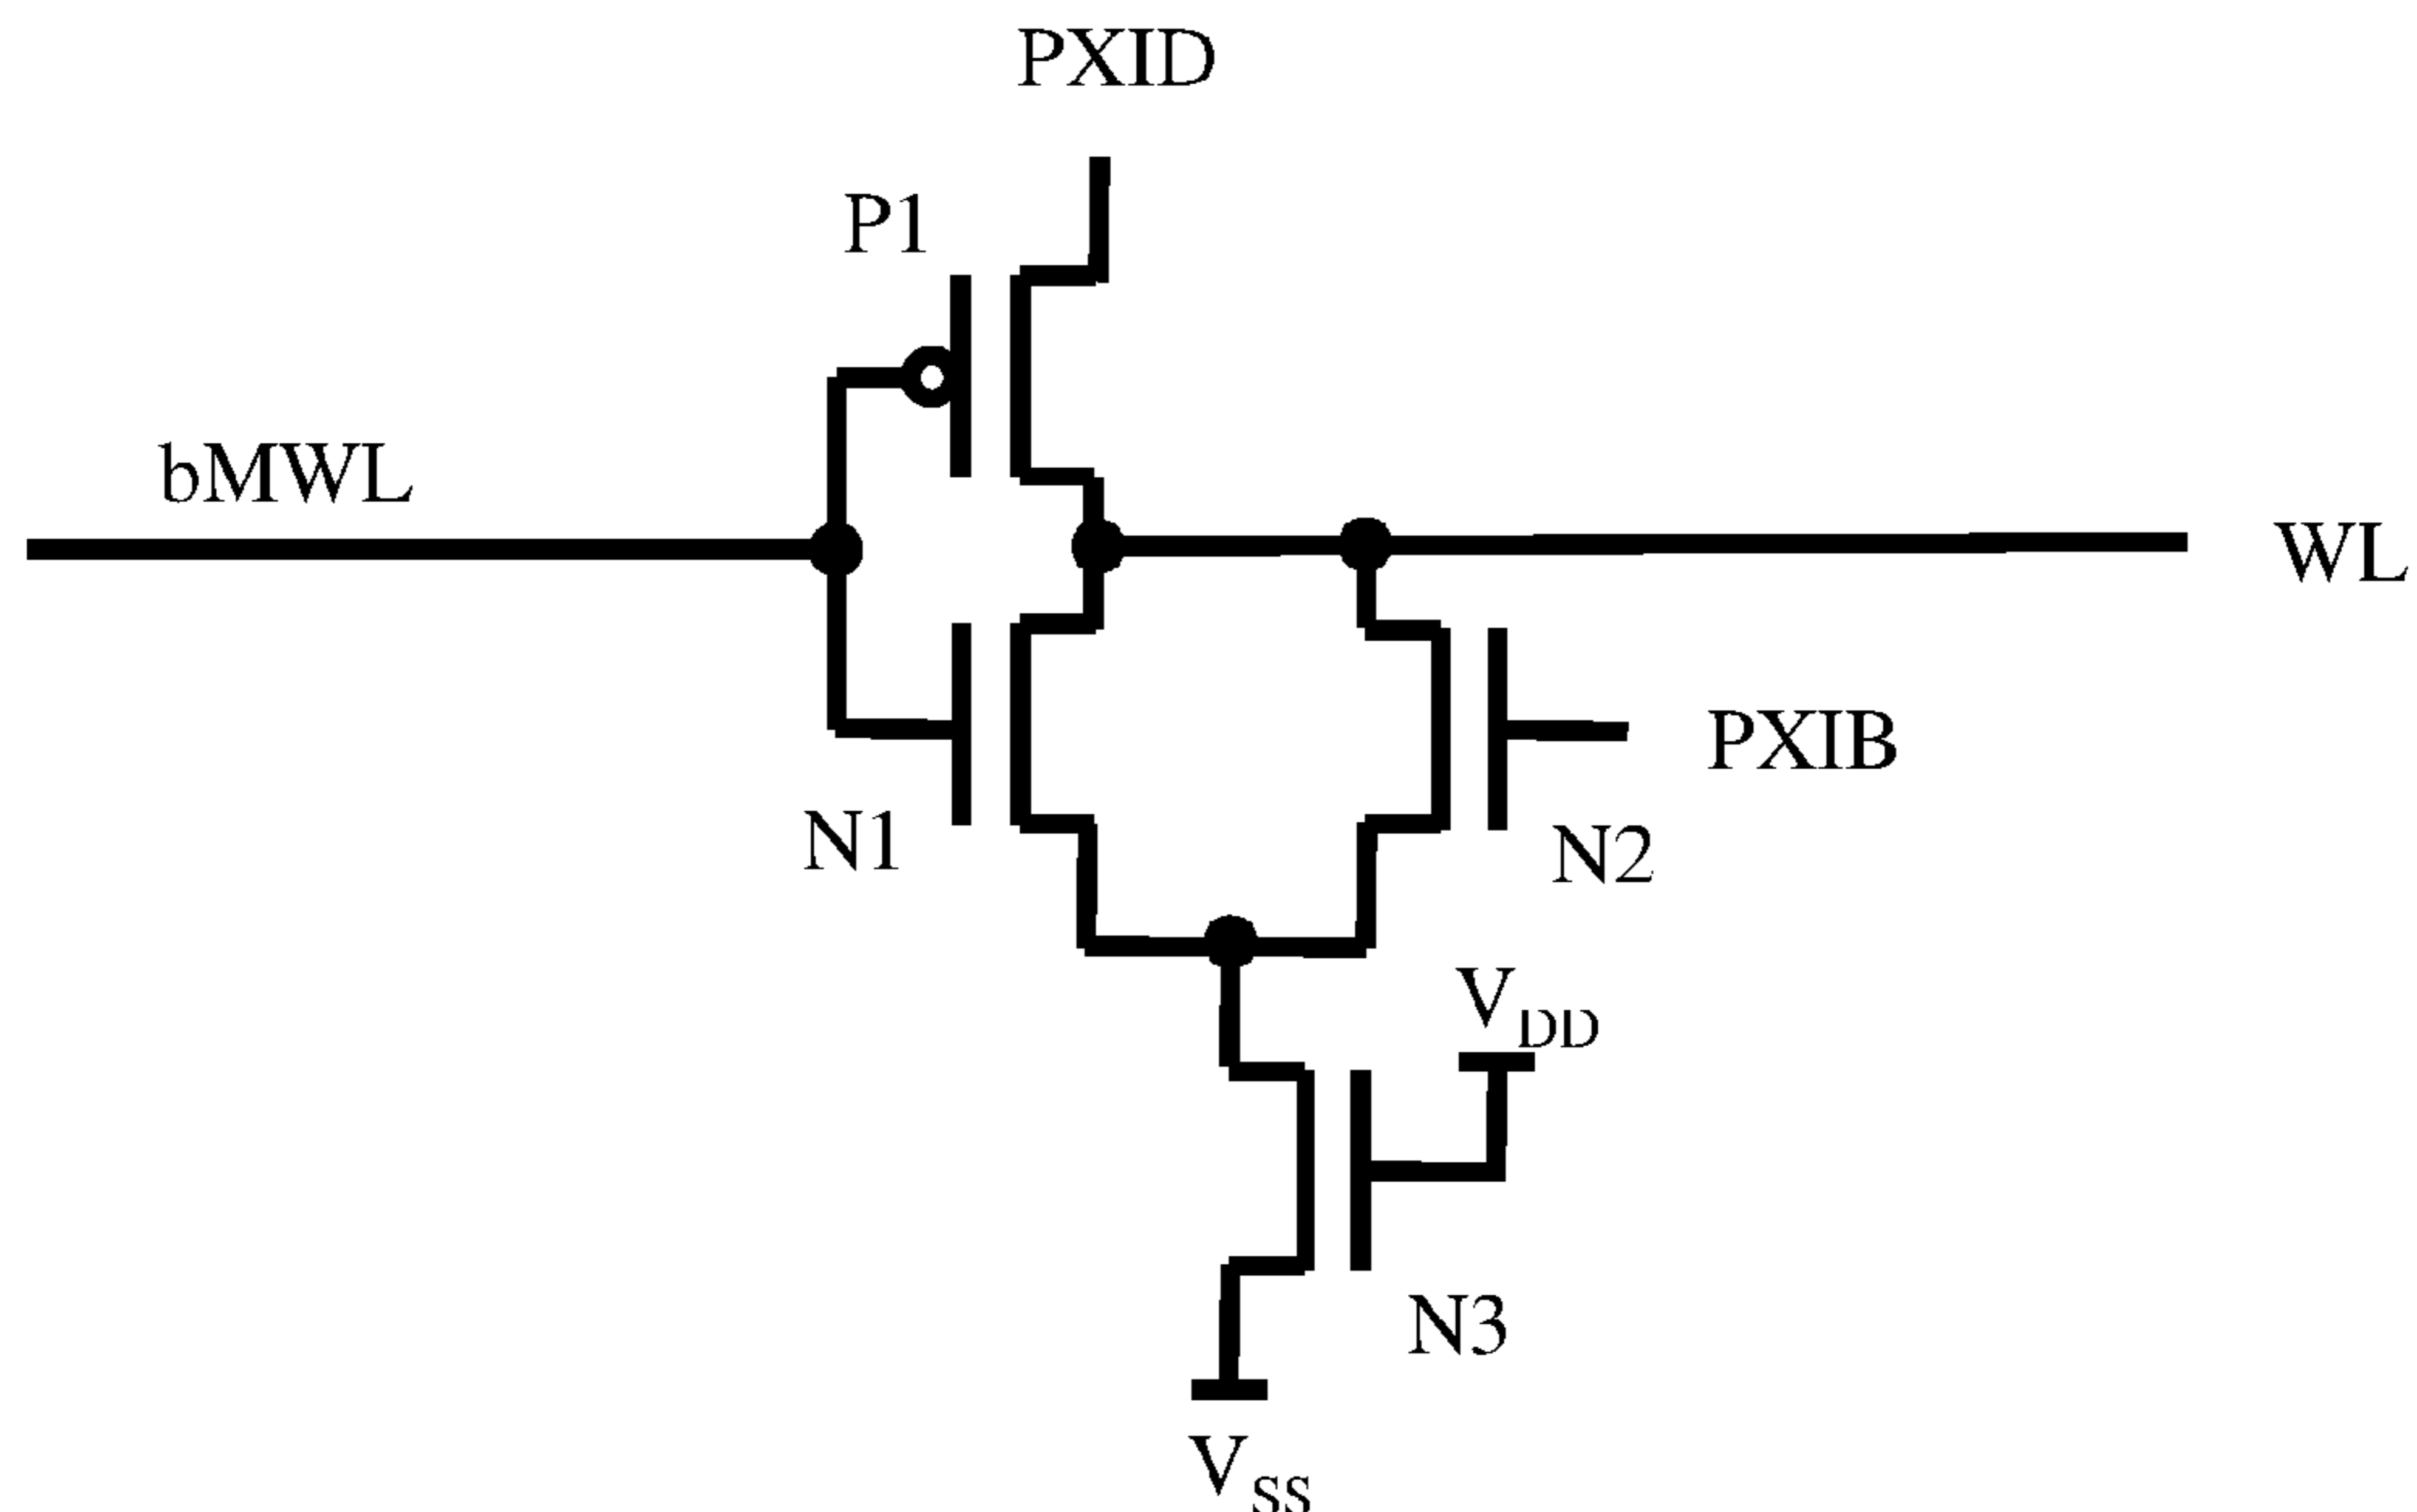 PXID
P1
bMWL
WL
PXIB
N1
N2
VDD
N3
VSS